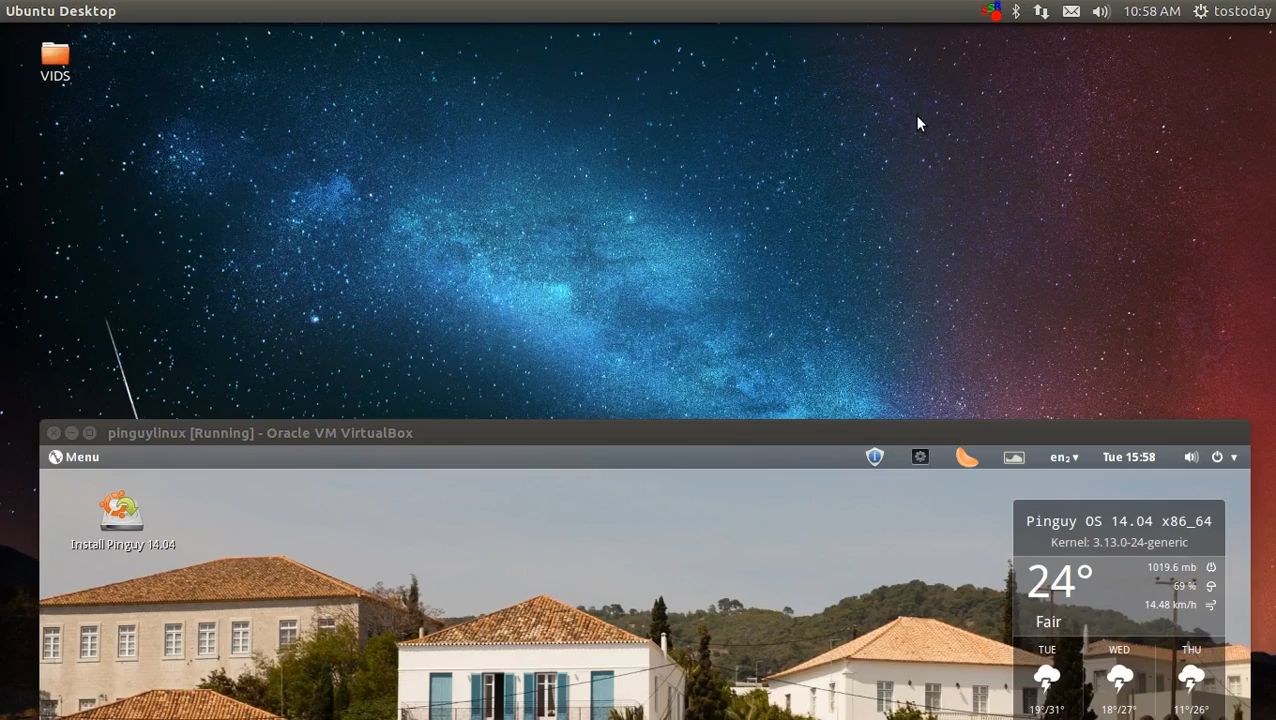 Ubuntu Desktop
SSR
10:58 AM
tostoday
VIDS
pinguylinux [Running] - Oracle VM VirtualBox
Menu
en₂
Tue 15:58
Install Pinguy 14.04
Pinguy OS 14.04 x86_64
Kernel: 3.13.0-24-generic
24°
1019.6 mb
69 %
14.48 km/h
Fair
TUE WED THU
19°/31° 18°/27° 11°/26°